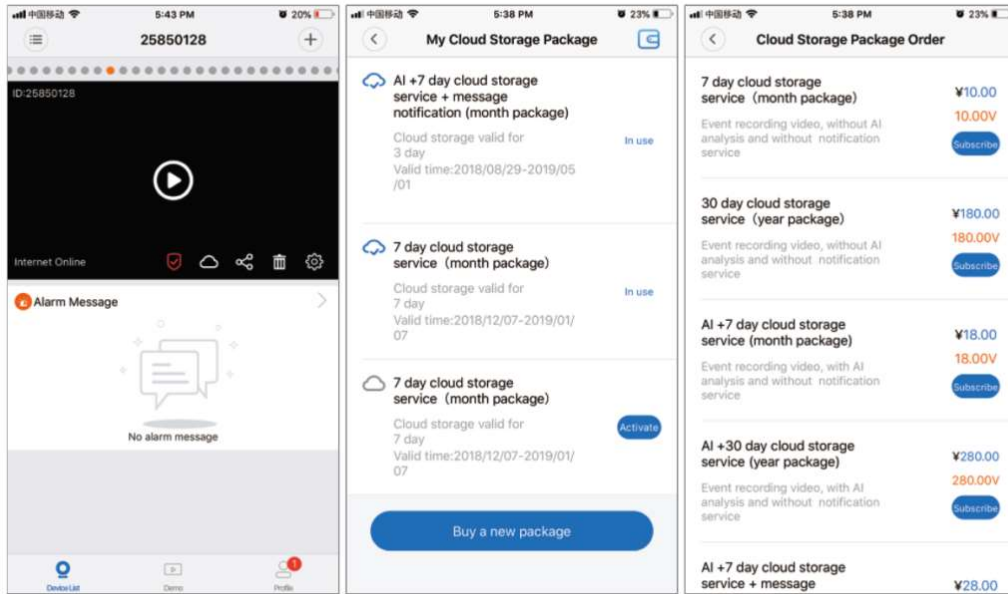 中国移动
5:43 PM
20%
25850128
ID:25850128
Internet Online
Alarm Message
No alarm message
Device List
Demo
1
Profile
中国移动
5:38 PM
23%
My Cloud Storage Package
AI +7 day cloud storage
service + message
notification (month package)
Cloud storage valid for
3 day
Valid time:2018/08/29-2019/05
/01
In use
7 day cloud storage
service（month package)
Cloud storage valid for
7 day
Valid time:2018/12/07-2019/01/
07
In use
7 day cloud storage
service（month package)
Cloud storage valid for
7 day
Valid time:2018/12/07-2019/01/
07
Activate
Buy a new package
中国移动
5:38 PM
23%
Cloud Storage Package Order
7 day cloud storage
service（month package)
Event recording video, without AI
analysis and without notification
service
¥10.00
10.00V
Subscribe
30 day cloud storage
service（year package)
Event recording video, without AI
analysis and without notification
service
¥180.00
180.00V
Subscribe
AI +7 day cloud storage
service (month package)
Event recording video, with AI
analysis and without notification
service
¥18.00
18.00V
Subscribe
AI +30 day cloud storage
service (year package)
Event recording video, with AI
analysis and without notification
service
¥280.00
280.00V
Subscribe
AI +7 day cloud storage
service + message
¥28.00